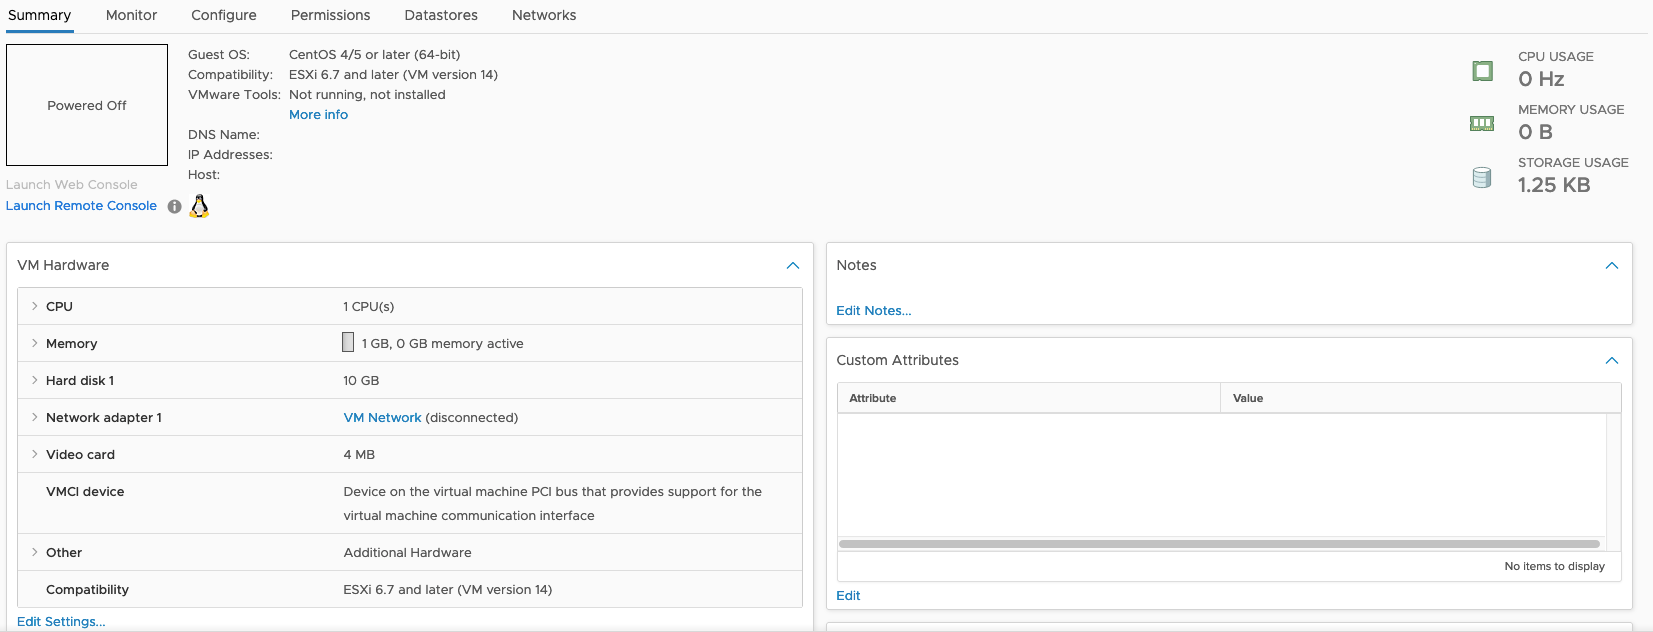 Summary Monitor Configure Permissions Datastores Networks
Powered Off
Launch Web Console
Launch Remote Console
Guest OS: CentOS 4/5 or later (64-bit)
Compatibility: ESXi 6.7 and later (VM version 14)
VMware Tools: Not running, not installed
More info
DNS Name:
IP Addresses:
Host:
CPU USAGE
0 Hz
MEMORY USAGE
0 B
STORAGE USAGE
1.25 KB
VM Hardware
CPU 1 CPU(s)
Memory 1 GB, 0 GB memory active
Hard disk 1 10 GB
Network adapter 1 VM Network (disconnected)
Video card 4 MB
VMCI device Device on the virtual machine PCI bus that provides support for the
virtual machine communication interface
Other Additional Hardware
Compatibility ESXi 6.7 and later (VM version 14)
Edit Settings...
Notes
Edit Notes...
Custom Attributes
Attribute Value
No items to display
Edit